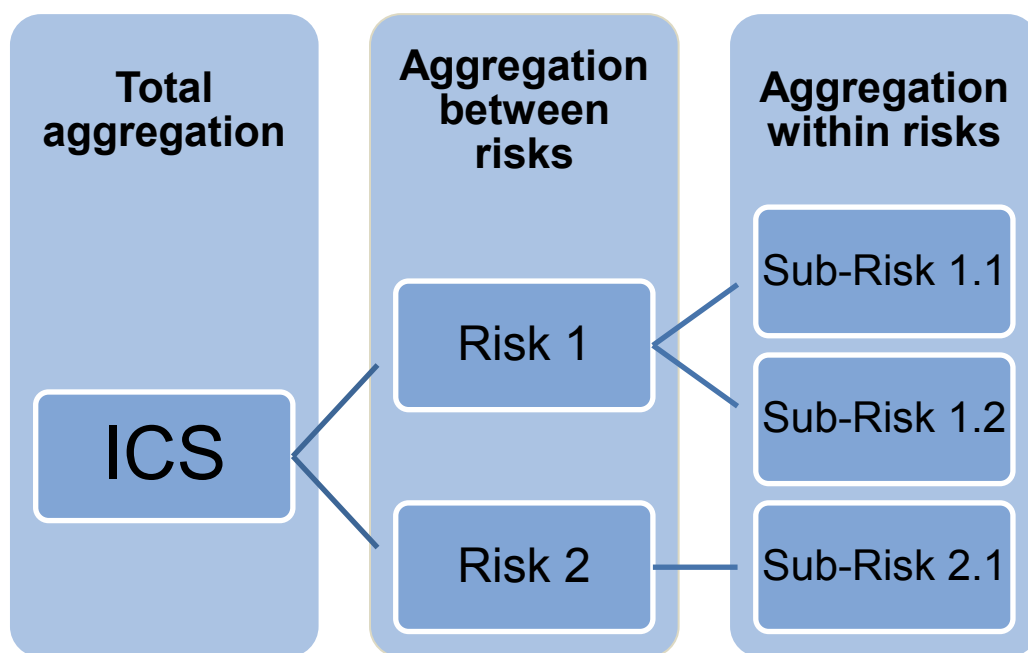 Total
aggregation
ICS
Aggregation
between
risks
Risk 1
Risk 2
Aggregation
within risks
Sub-Risk 1.1
Sub-Risk 1.2
Sub-Risk 2.1